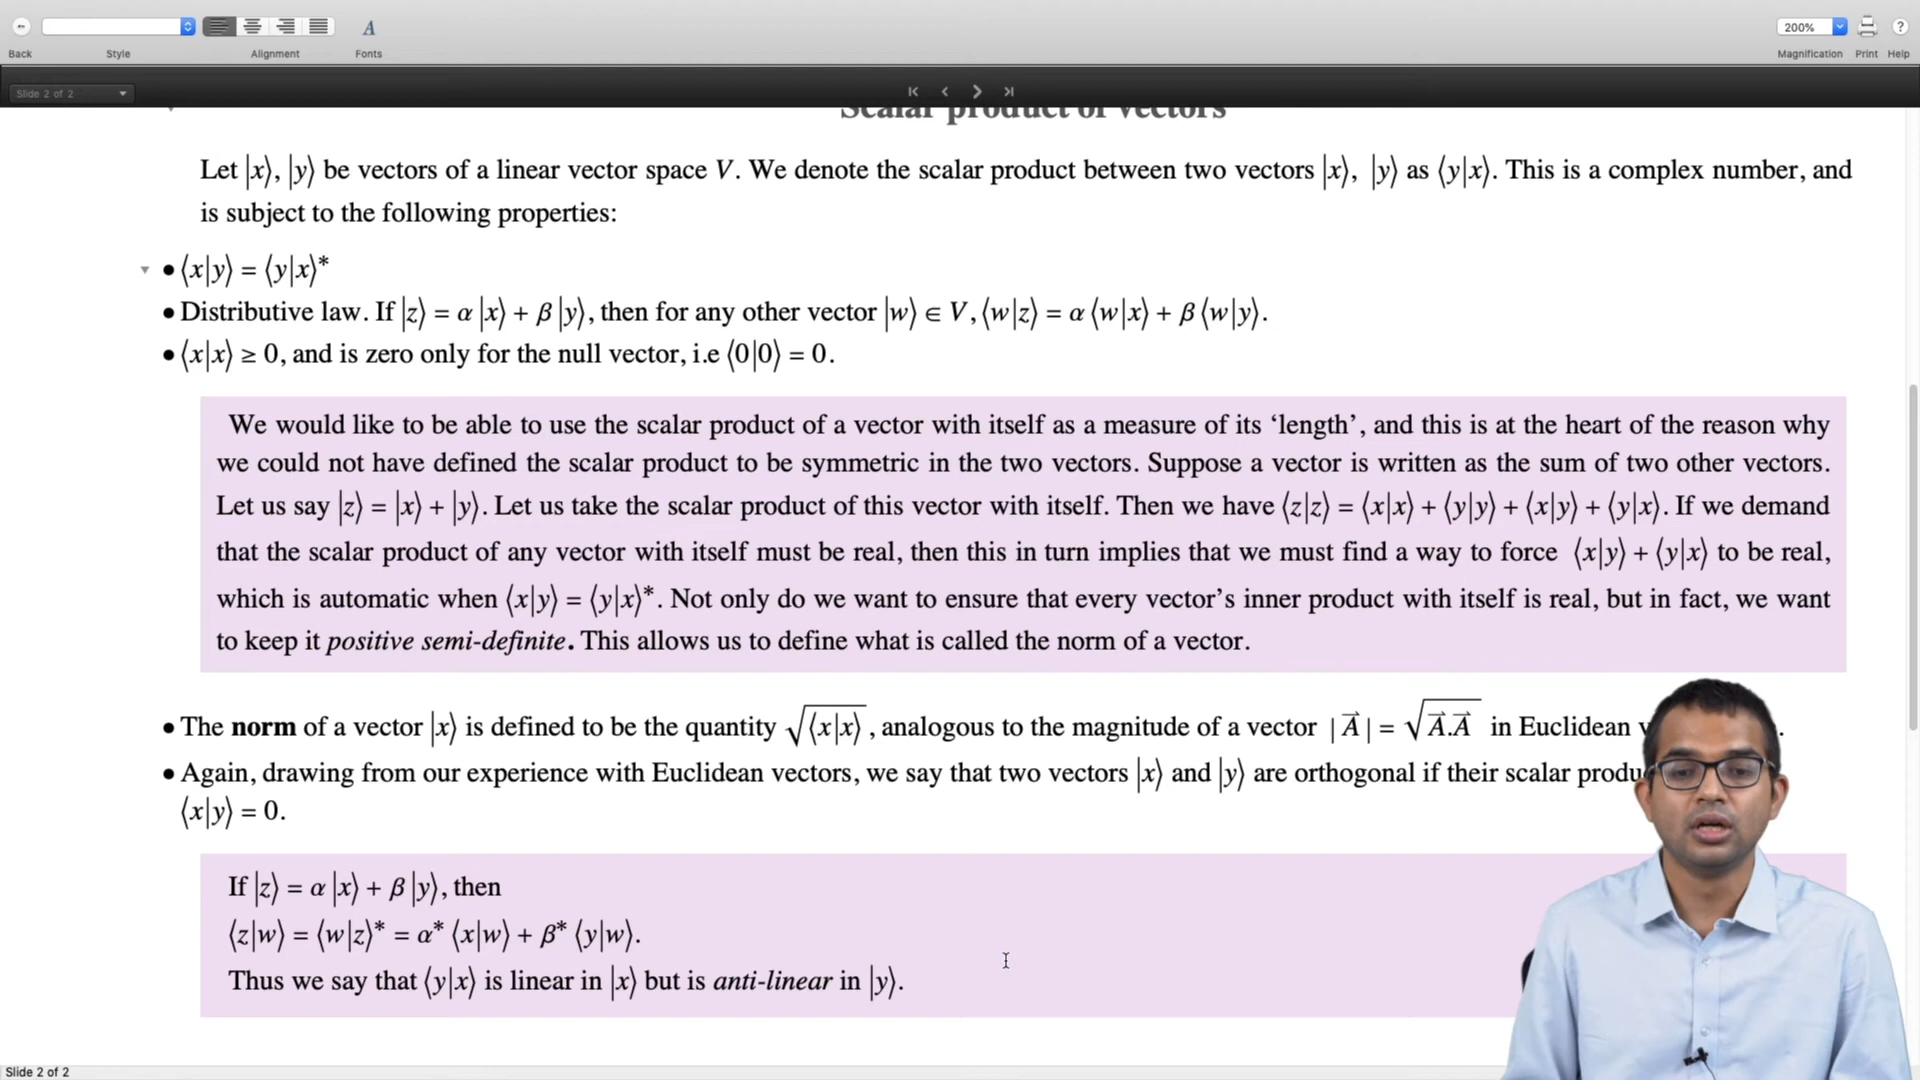 200%
Back Style Alignment Fonts Magnification Print Help
Slide 2 of 2
Scalar product of vectors
Let |x⟩, |y⟩ be vectors of a linear vector space V. We denote the scalar product between two vectors |x⟩, |y⟩ as ⟨y|x⟩. This is a complex number, and
is subject to the following properties:
• ⟨x|y⟩ = ⟨y|x⟩*
• Distributive law. If |z⟩ = α |x⟩ + β |y⟩, then for any other vector |w⟩ ∈ V, ⟨w|z⟩ = α ⟨w|x⟩ + β ⟨w|y⟩.
• ⟨x|x⟩ ≥ 0, and is zero only for the null vector, i.e ⟨0|0⟩ = 0.
We would like to be able to use the scalar product of a vector with itself as a measure of its ‘length’, and this is at the heart of the reason why
we could not have defined the scalar product to be symmetric in the two vectors. Suppose a vector is written as the sum of two other vectors.
Let us say |z⟩ = |x⟩ + |y⟩. Let us take the scalar product of this vector with itself. Then we have ⟨z|z⟩ = ⟨x|x⟩ + ⟨y|y⟩ + ⟨x|y⟩ + ⟨y|x⟩. If we demand
that the scalar product of any vector with itself must be real, then this in turn implies that we must find a way to force ⟨x|y⟩ + ⟨y|x⟩ to be real,
which is automatic when ⟨x|y⟩ = ⟨y|x⟩*. Not only do we want to ensure that every vector’s inner product with itself is real, but in fact, we want
to keep it positive semi-definite. This allows us to define what is called the norm of a vector.
• The norm of a vector |x⟩ is defined to be the quantity √⟨x|x⟩, analogous to the magnitude of a vector |A⃗| = √A⃗.A⃗ in Euclidean
• Again, drawing from our experience with Euclidean vectors, we say that two vectors |x⟩ and |y⟩ are orthogonal if their scalar
⟨x|y⟩ = 0.
If |z⟩ = α |x⟩ + β |y⟩, then
⟨z|w⟩ = ⟨w|z⟩* = α* ⟨x|w⟩ + β* ⟨y|w⟩.
Thus we say that ⟨y|x⟩ is linear in |x⟩ but is anti-linear in |y⟩.
Slide 2 of 2